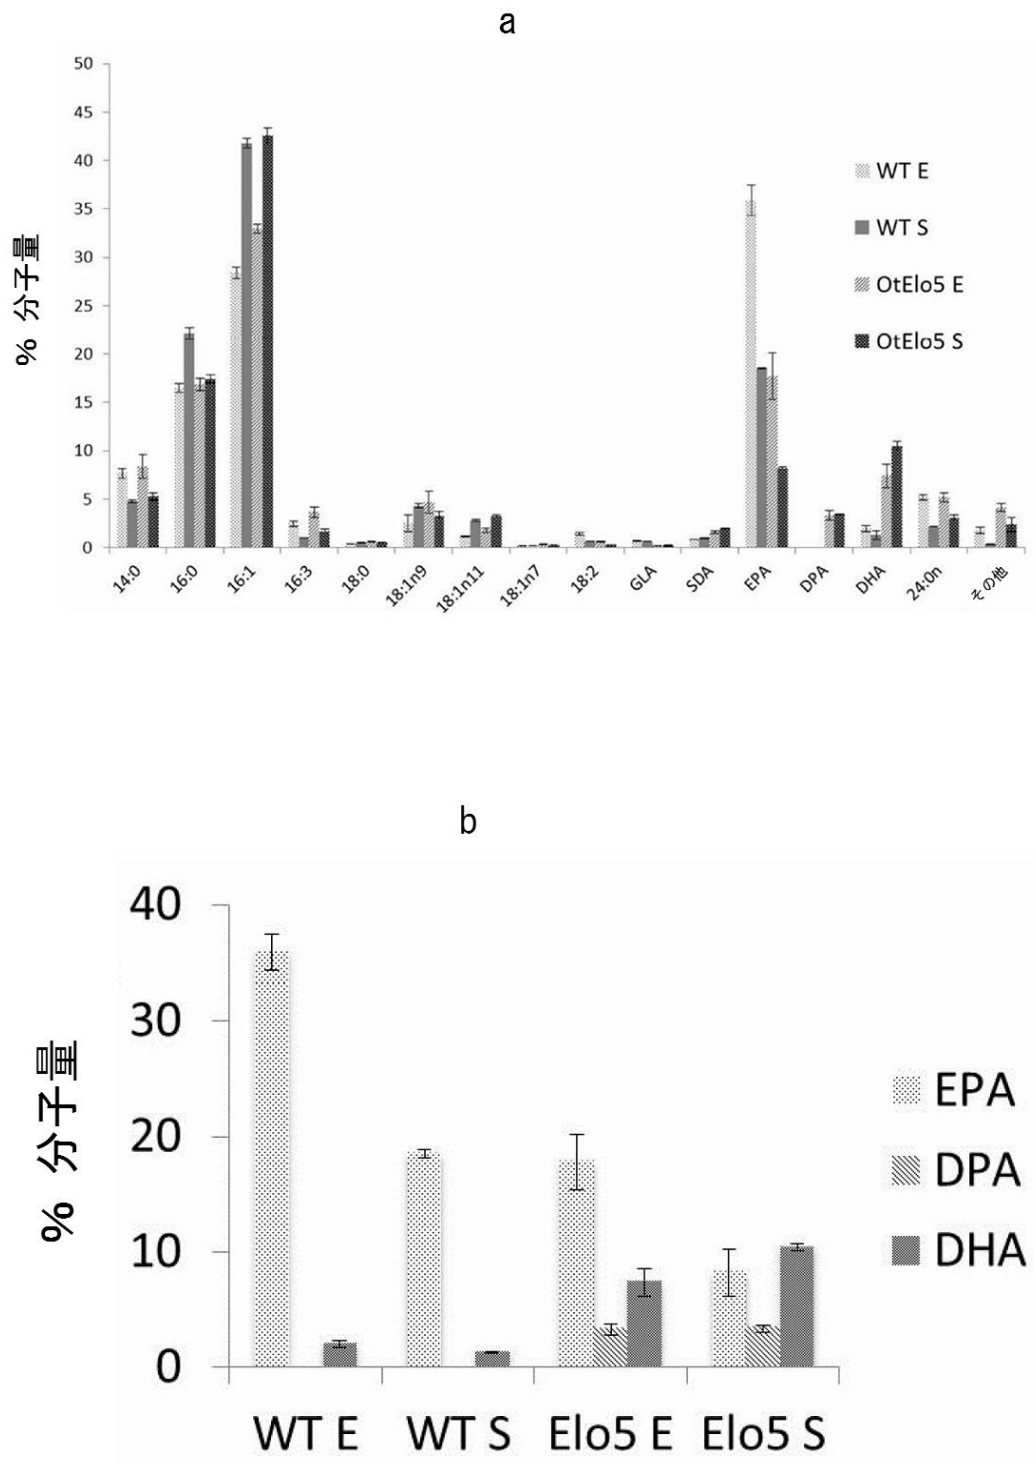 a
50
45
40
35
30
25
20
15
10
5
0
% 分子量
WT E
WT S
OtElo5 E
OtElo5 S
14:0 16:0 16:1 16:3 18:0 18:1n9 18:1n11 18:1n7 18:2 GLA SDA EPA DPA DHA 24:0n その他
b
40
30
20
10
0
% 分子量
EPA
DPA
DHA
WT E WT S Elo5 E Elo5 S